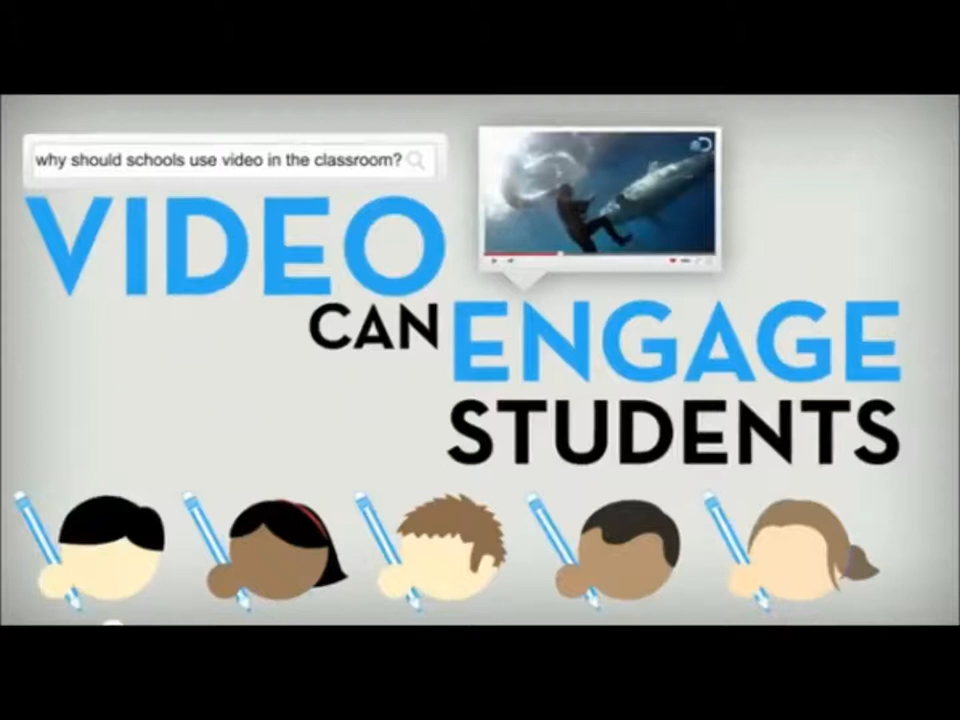 why should schools use video in the classroom?
VIDEO
CAN ENGAGE
STUDENTS